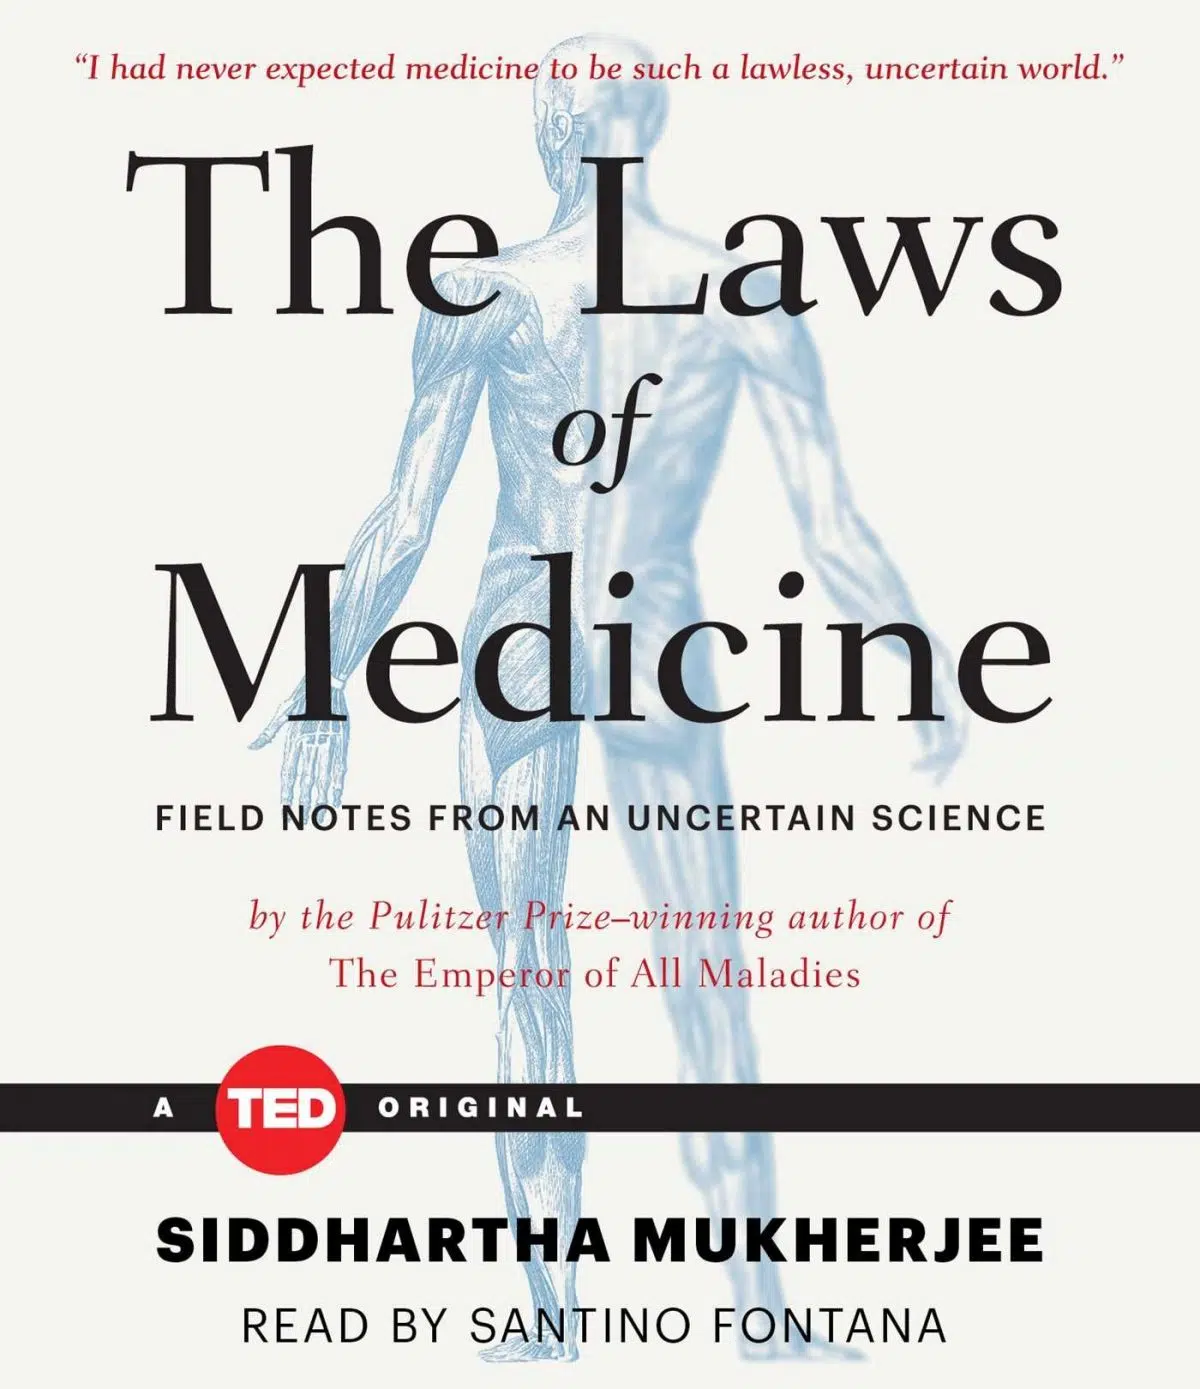 “I had never expected medicine to be such a lawless, uncertain world.”
The Laws
of
Medicine
FIELD NOTES FROM AN UNCERTAIN SCIENCE
by the Pulitzer Prize–winning author of
The Emperor of All Maladies
A TED ORIGINAL
SIDDHARTHA MUKHERJEE
READ BY SANTINO FONTANA